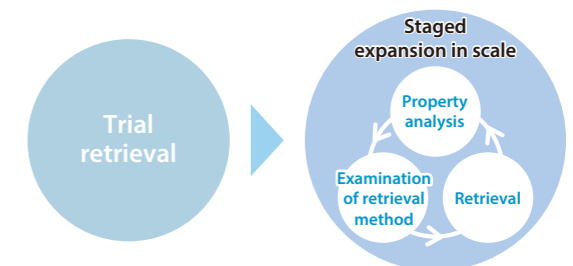 Trial
retrieval
Staged
expansion in scale
Property
analysis
Examination
of retrieval
method
Retrieval